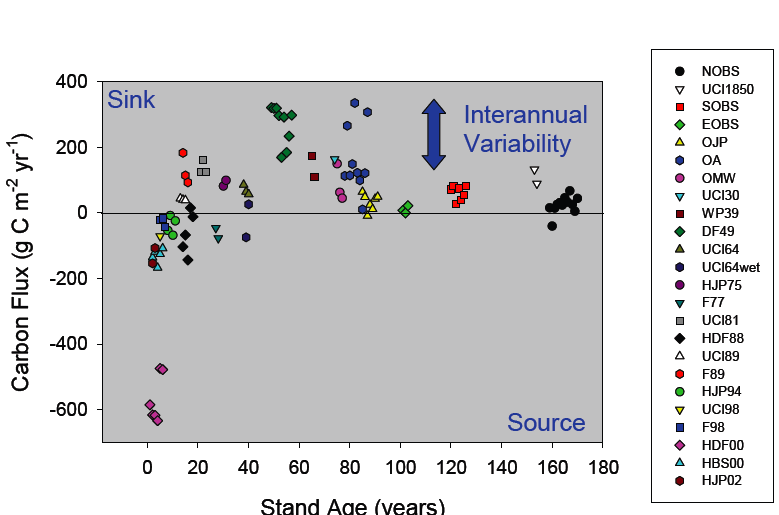 400
200
0
-200
-400
-600
Carbon Flux (g C m-2 yr-1)
Sink
Interannual
Variability
Source
0 20 40 60 80 100 120 140 160 180
Stand Age (years)
NOBS
UCI1850
SOBS
EOBS
OJP
OA
OMW
UCI30
WP39
DF49
UCI64
UCI64wet
HJP75
F77
UCI81
HDF88
UCI89
F89
HJP94
UCI98
F98
HDF00
HBS00
HJP02